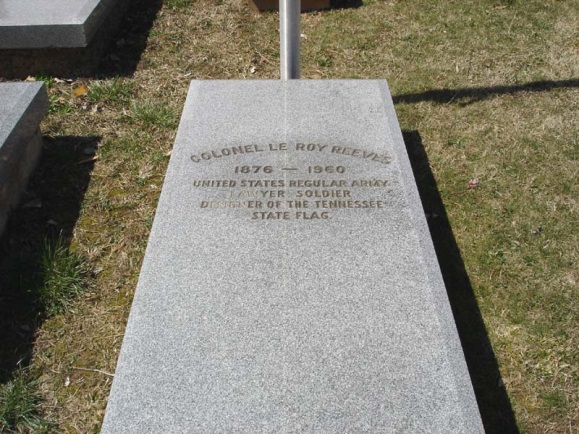 COLONEL LE ROY REEVES
1876 — 1960
UNITED STATES REGULAR ARMY
LAWYER SOLDIER
DESIGNER OF THE TENNESSEE
STATE FLAG.